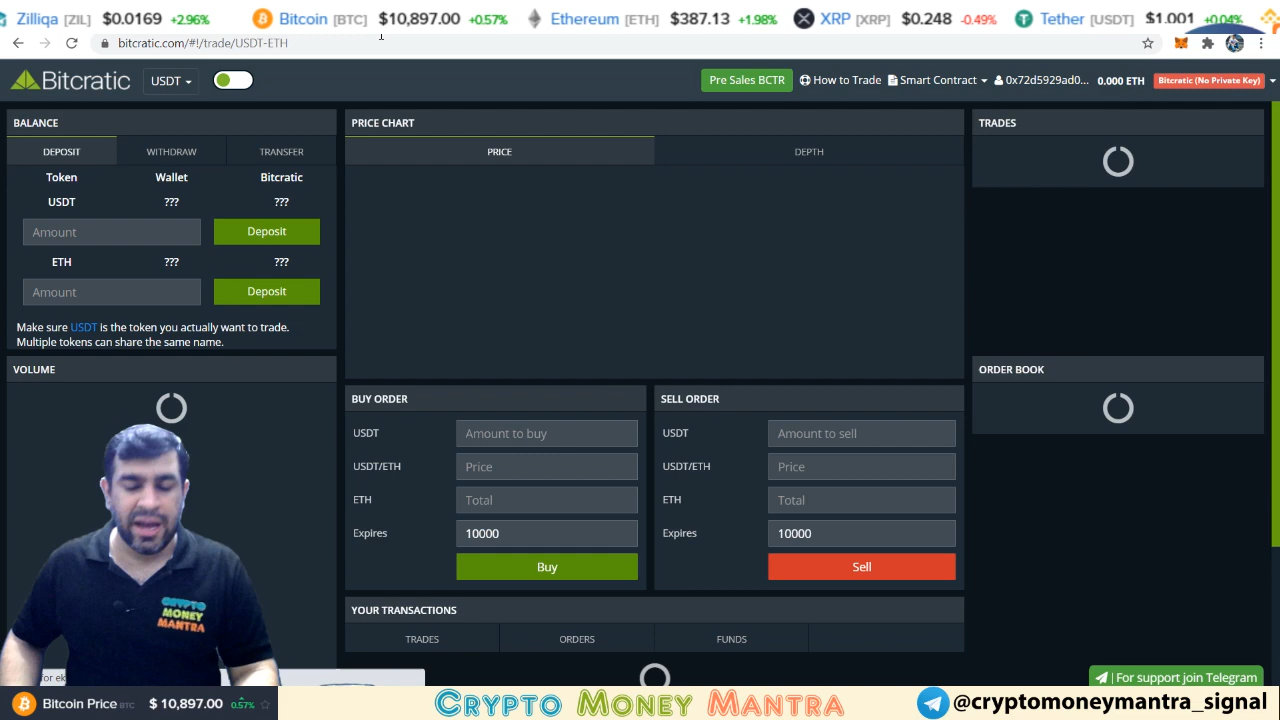 Zilliqa [ZIL] $0.0169 +2.96% Bitcoin [BTC] $10,897.00 +0.57% Ethereum [ETH] $387.13 +1.98% XRP [XRP] $0.248 -0.49% Tether [USDT] $1.001 +0.04%
bitcratic.com/#!/trade/USDT-ETH
Bitcratic USDT Pre Sales BCTR How to Trade Smart Contract 0x72d5929ad0... 0.000 ETH Bitcratic (No Private Key)
BALANCE
DEPOSIT WITHDRAW TRANSFER
Token Wallet Bitcratic
USDT ??? ???
Amount Deposit
ETH ??? ???
Amount Deposit
Make sure USDT is the token you actually want to trade.
Multiple tokens can share the same name.
VOLUME
PRICE CHART
PRICE DEPTH
BUY ORDER
USDT Amount to buy
USDT/ETH Price
ETH Total
Expires 10000
Buy
SELL ORDER
USDT Amount to sell
USDT/ETH Price
ETH Total
Expires 10000
Sell
YOUR TRANSACTIONS
TRADES ORDERS FUNDS
TRADES
ORDER BOOK
CRYPTO
MONEY
MANTRA
For support join Telegram
Bitcoin Price BTC $ 10,897.00 0.57%
Crypto Money Mantra
@cryptomoneymantra_signal